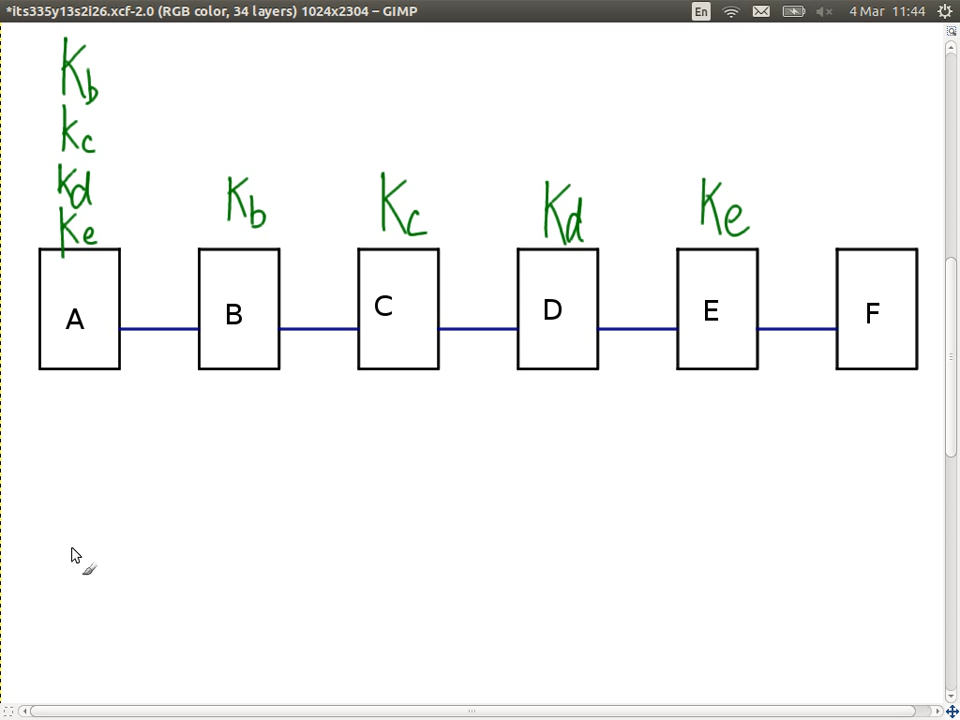 *its335y13s2i26.xcf-2.0 (RGB color, 34 layers) 1024x2304 – GIMP En 4 Mar 11:44
Kb
Kc
Kd
Ke
Kb Kc Kd Ke
A B C D E F